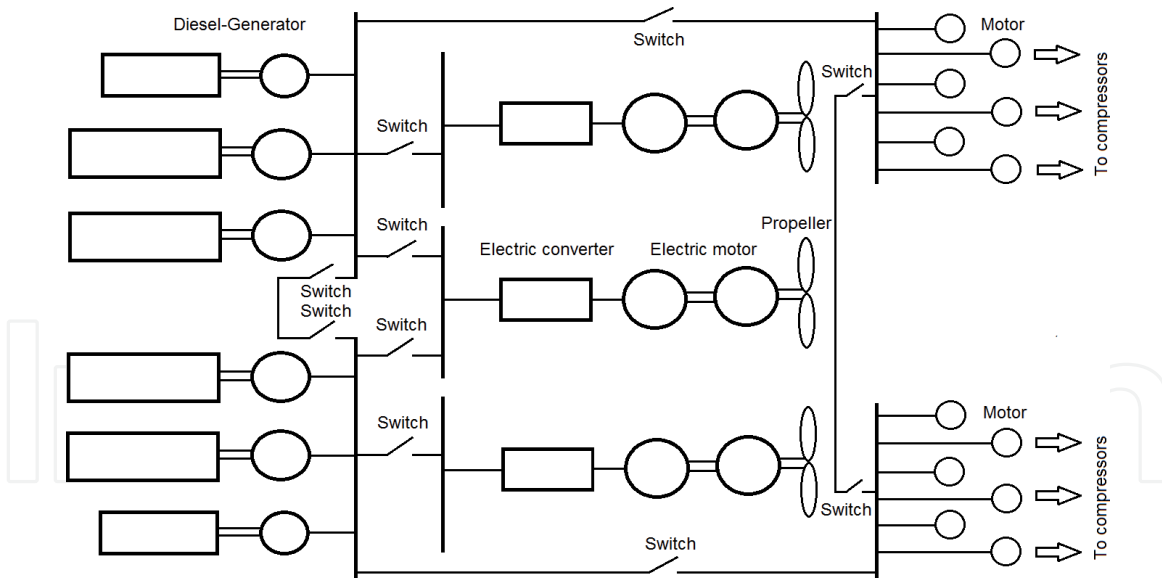 Diesel-Generator
Switch
Motor
Switch
Switch
To compressors
Switch
Propeller
Electric converter
Electric motor
Switch
Switch
Switch
Switch
Motor
Switch
To compressors
Switch
Switch